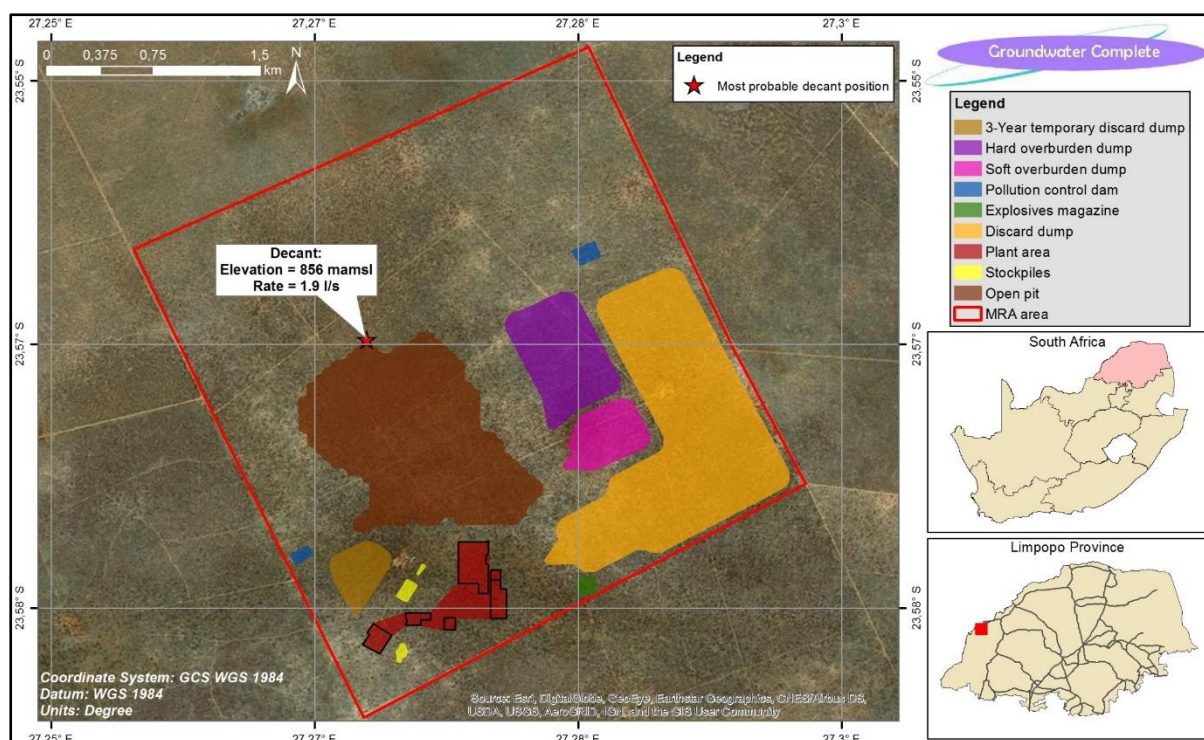 27,25° E
27,27° E
27,28° E
27,3° E
0
0,375
0.75
1,5
km
N
Legend
Most probable decant position
Groundwater Complete
23,55° S
23,55° S
Legend
3-Year temporary discard dump
Hard overburden dump
Soft overburden dump
Pollution control dam
Explosives magazine
Discard dump
Plant area
Stockpiles
Open pit
MRA area
Decant:
Elevation = 856 mamsl
Rate = 1.9 l/s
23,57° S
23,57° S
South Africa
Limpopo Province
23,58° S
23,58° S
Coordinate System: GCS WGS 1984
Datum: WGS 1984
Units: Degree
Source: Esri, DigitalGlobe, GeoEye, Earthstar Geographics, CNES/Airbus DS,
USDA, USGS, AeroGRID, IGN, and the GIS User Community
27,25° E
27,27° E
27,28° E
27,3° E